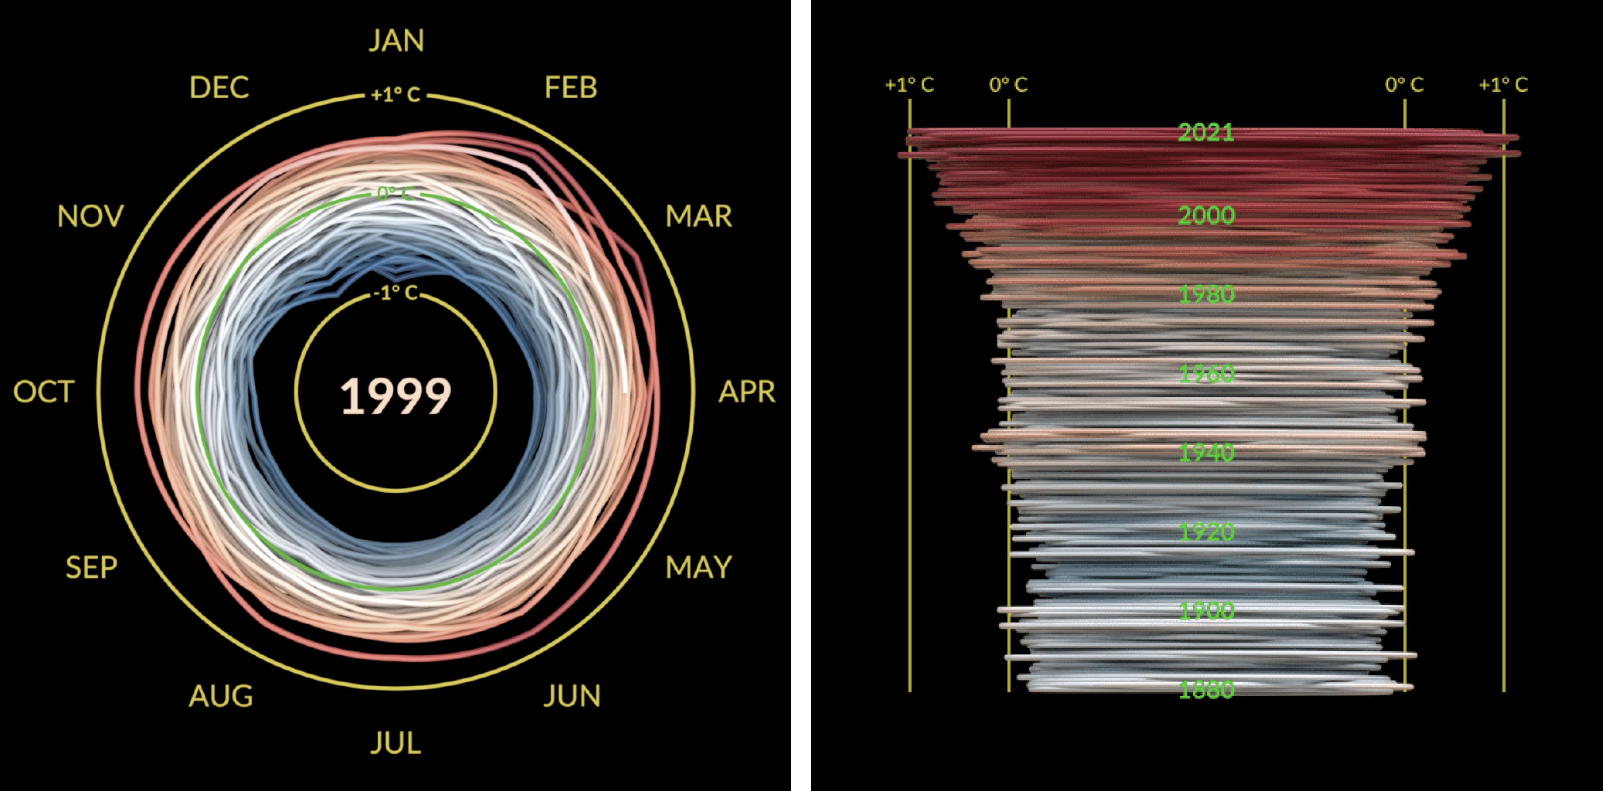 JAN
DEC
FEB
+1° C
NOV
MAR
0° C
-1° C
OCT
1999
APR
SEP
MAY
AUG
JUN
JUL
+1° C 0° C 0° C +1° C
2021
2000
1980
1960
1940
1920
1900
1880